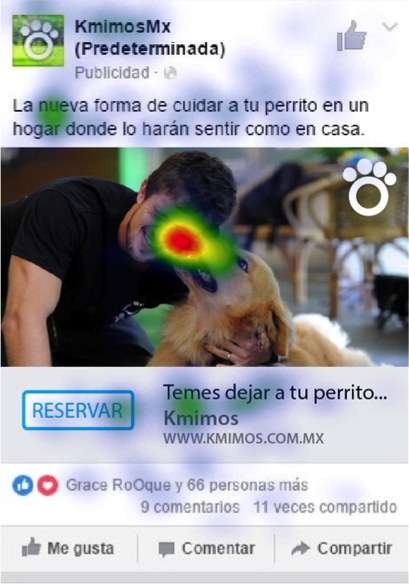 KmimosMx
(Predeterminada)
Publicidad ·
La nueva forma de cuidar a tu perrito en un
hogar donde lo harán sentir como en casa.
RESERVAR
Temes dejar a tu perrito...
Kmimos
WWW.KMIMOS.COM.MX
Grace RoOque y 66 personas más
9 comentarios 11 veces compartido
Me gusta Comentar Compartir